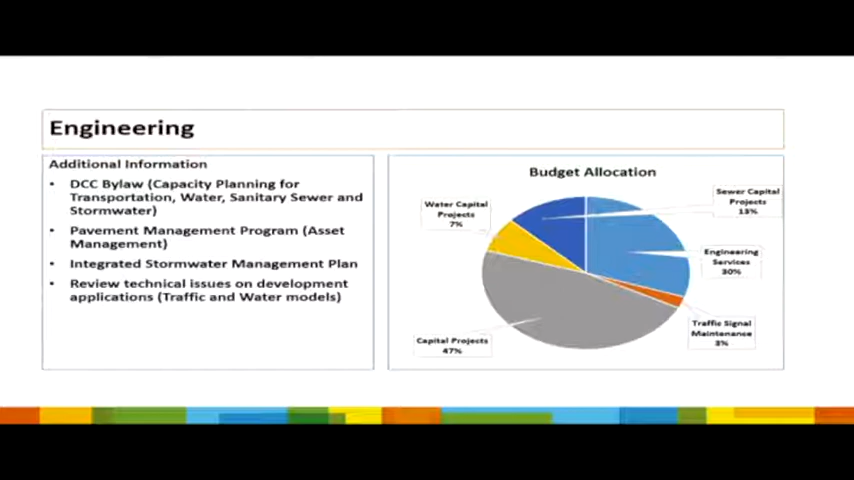 Engineering
Additional Information
• DCC Bylaw (Capacity Planning for
Transportation, Water, Sanitary Sewer and
Stormwater)
• Pavement Management Program (Asset
Management)
• Integrated Stormwater Management Plan
• Review technical issues on development
applications (Traffic and Water models)
Budget Allocation
Sewer Capital
Projects
13%
Water Capital
Projects
7%
Engineering
Services
30%
Traffic Signal
Maintenance
3%
Capital Projects
47%